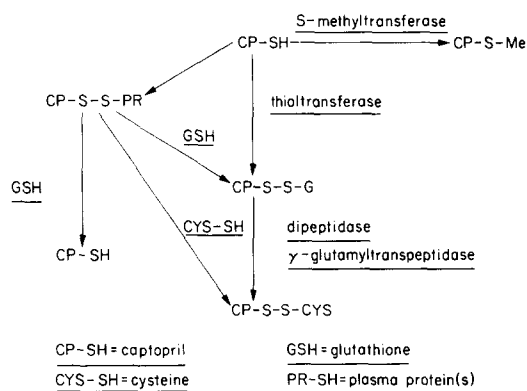 S-methyltransferase
CP-SH
CP-S-Me
CP-S-S-PR
thioltransferase
GSH
GSH
CP-S-S-G
CYS-SH
dipeptidase
γ-glutamyltranspeptidase
CP-SH
CP-S-S-CYS
CP-SH = captopril
GSH = glutathione
CYS-SH = cysteine
PR-SH = plasma protein(s)